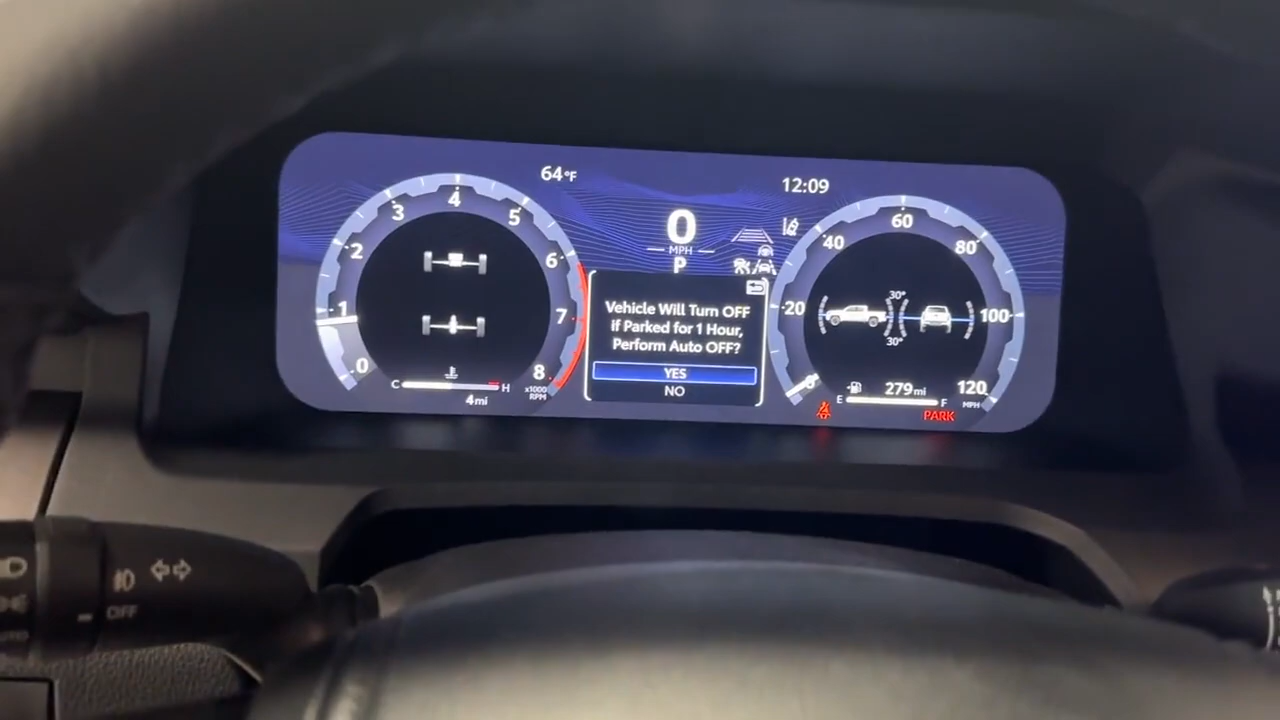 64°F
12:09
0
MPH
P
0
1
2
3
4
5
6
7
8
x1000
RPM
C
H
4mi
Vehicle Will Turn OFF
if Parked for 1 Hour,
Perform Auto OFF?
YES
NO
20
40
60
80
100
120
MPH
30°
30°
279mi
E
F
PARK
OFF